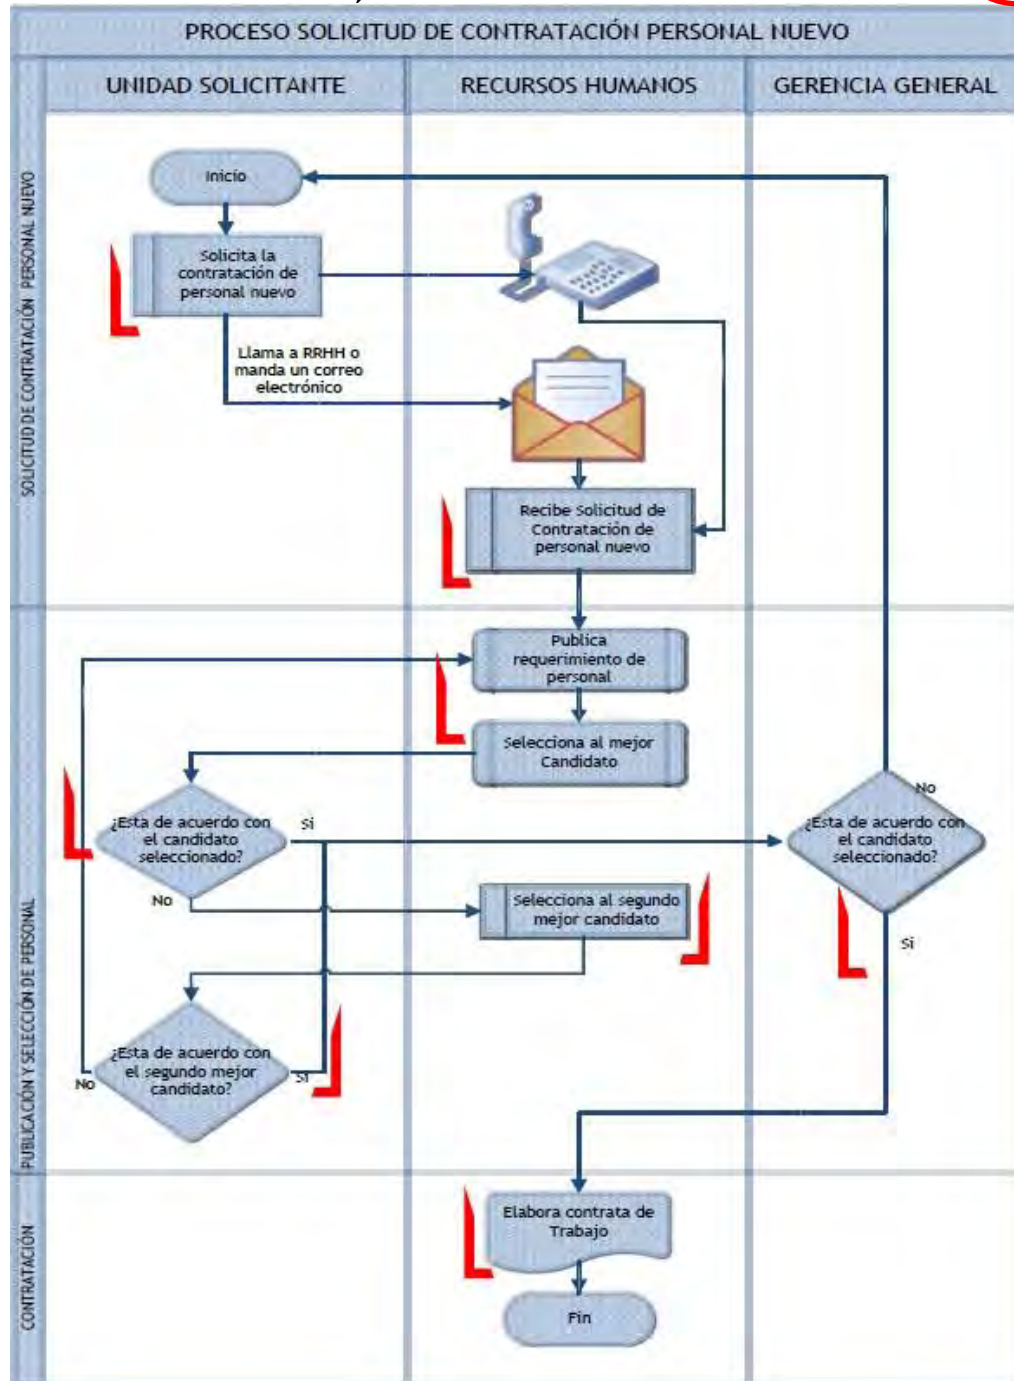 PROCESO SOLICITUD DE CONTRATACIÓN PERSONAL NUEVO
UNIDAD SOLICITANTE
RECURSOS HUMANOS
GERENCIA GENERAL
SOLICITUD DE CONTRATACIÓN PERSONAL NUEVO
Inicio
Solicita la
contratación de
personal nuevo
Llama a RRHH o
manda un correo
electrónico
Recibe Solicitud de
Contratación de
personal nuevo
PUBLICACIÓN Y SELECCIÓN DE PERSONAL
Publica
requerimiento de
personal
Selecciona al mejor
Candidato
¿Esta de acuerdo con
el candidato
seleccionado?
Si
No
¿Esta de acuerdo con
el candidato
seleccionado?
No
Si
Selecciona al segundo
mejor candidato
¿Esta de acuerdo con
el segundo mejor
candidato?
No
Si
CONTRATACIÓN
Elabora contrata de
Trabajo
Fin